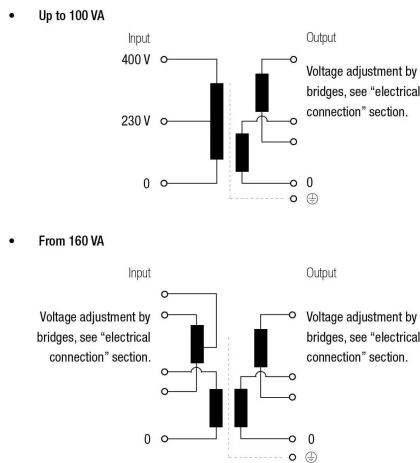 • Up to 100 VA
Input
Output
400 V
Voltage adjustment by
bridges, see “electrical
connection” section.
230 V
0
0
• From 160 VA
Input
Output
Voltage adjustment by
bridges, see “electrical
connection” section.
Voltage adjustment by
bridges, see “electrical
connection” section.
0
0